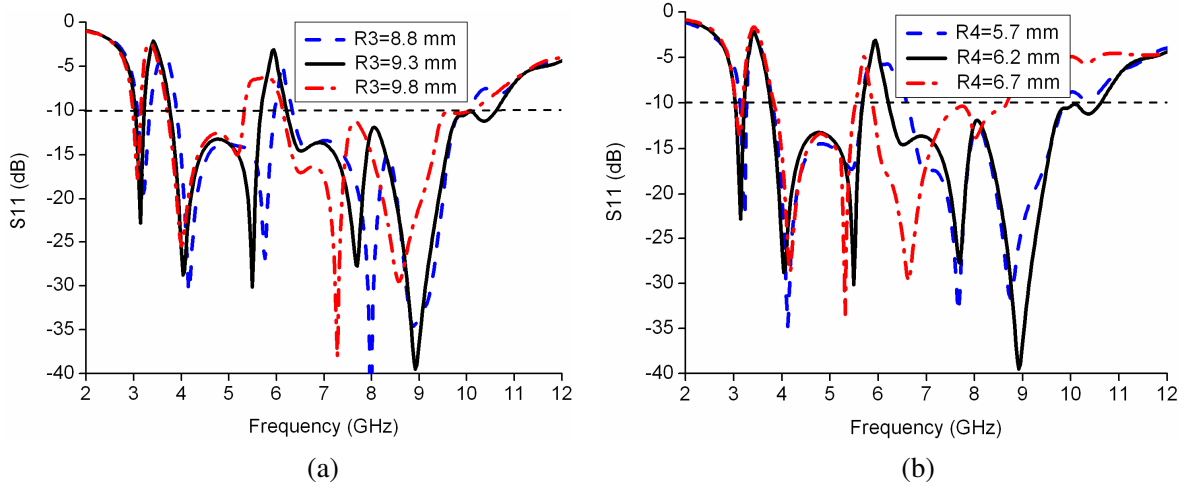 0
-5
-10
-15
-20
-25
-30
-35
-40
S11 (dB)
R3=8.8 mm
R3=9.3 mm
R3=9.8 mm
2 3 4 5 6 7 8 9 10 11 12
Frequency (GHz)
(a)
0
-5
-10
-15
-20
-25
-30
-35
-40
S11 (dB)
R4=5.7 mm
R4=6.2 mm
R4=6.7 mm
2 3 4 5 6 7 8 9 10 11 12
Frequency (GHz)
(b)